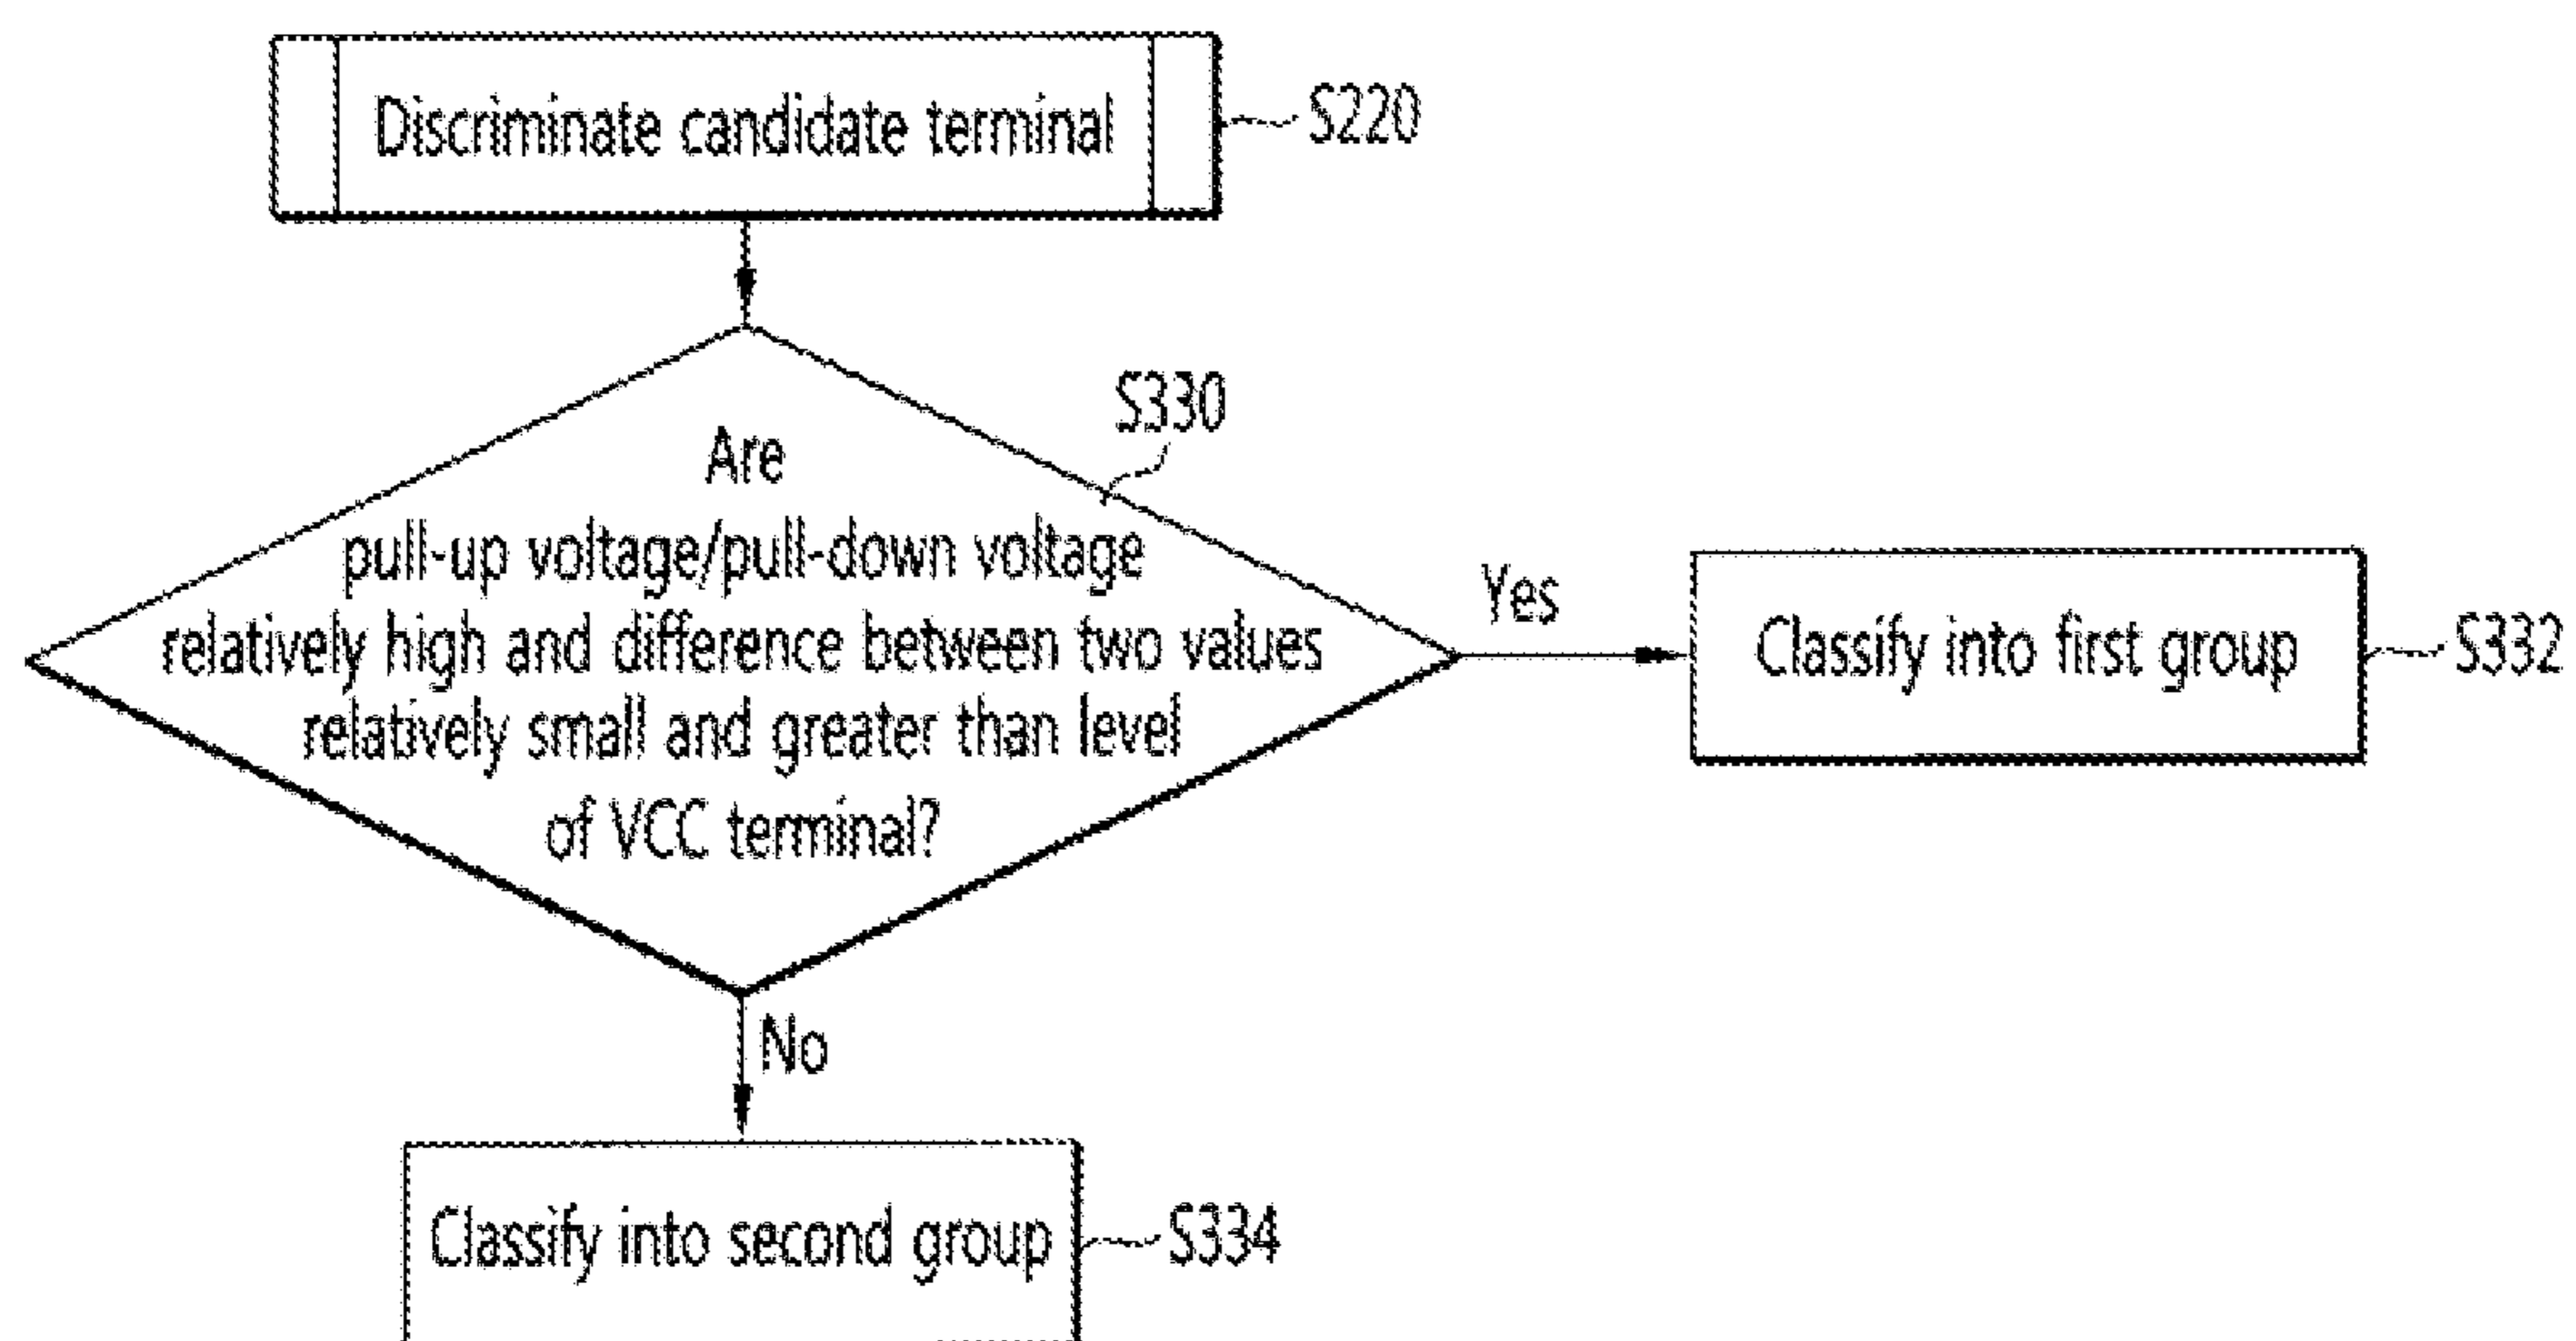 Discriminate candidate terminal
S220
S330
Are
pull-up voltage/pull-down voltage
relatively high and difference between two values
relatively small and greater than level
of VCC terminal?
Yes
Classify into first group
S332
No
Classify into second group
S334